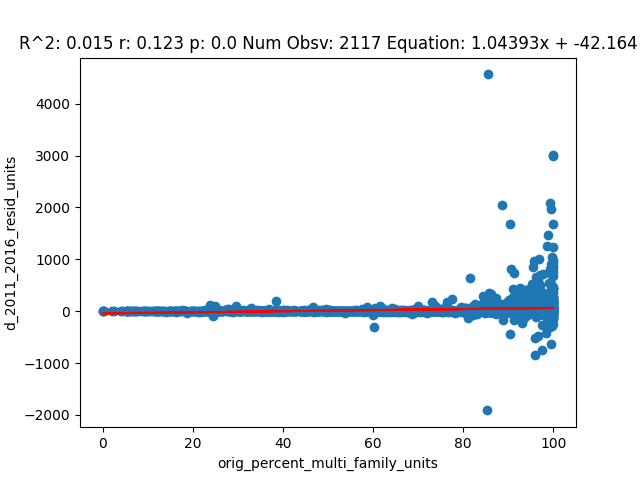 R^2: 0.015 r: 0.123 p: 0.0 Num Obsv: 2117 Equation: 1.04393x + -42.164
4000
3000
2000
1000
0
−1000
−2000
d_2011_2016_resid_units
0 20 40 60 80 100
orig_percent_multi_family_units